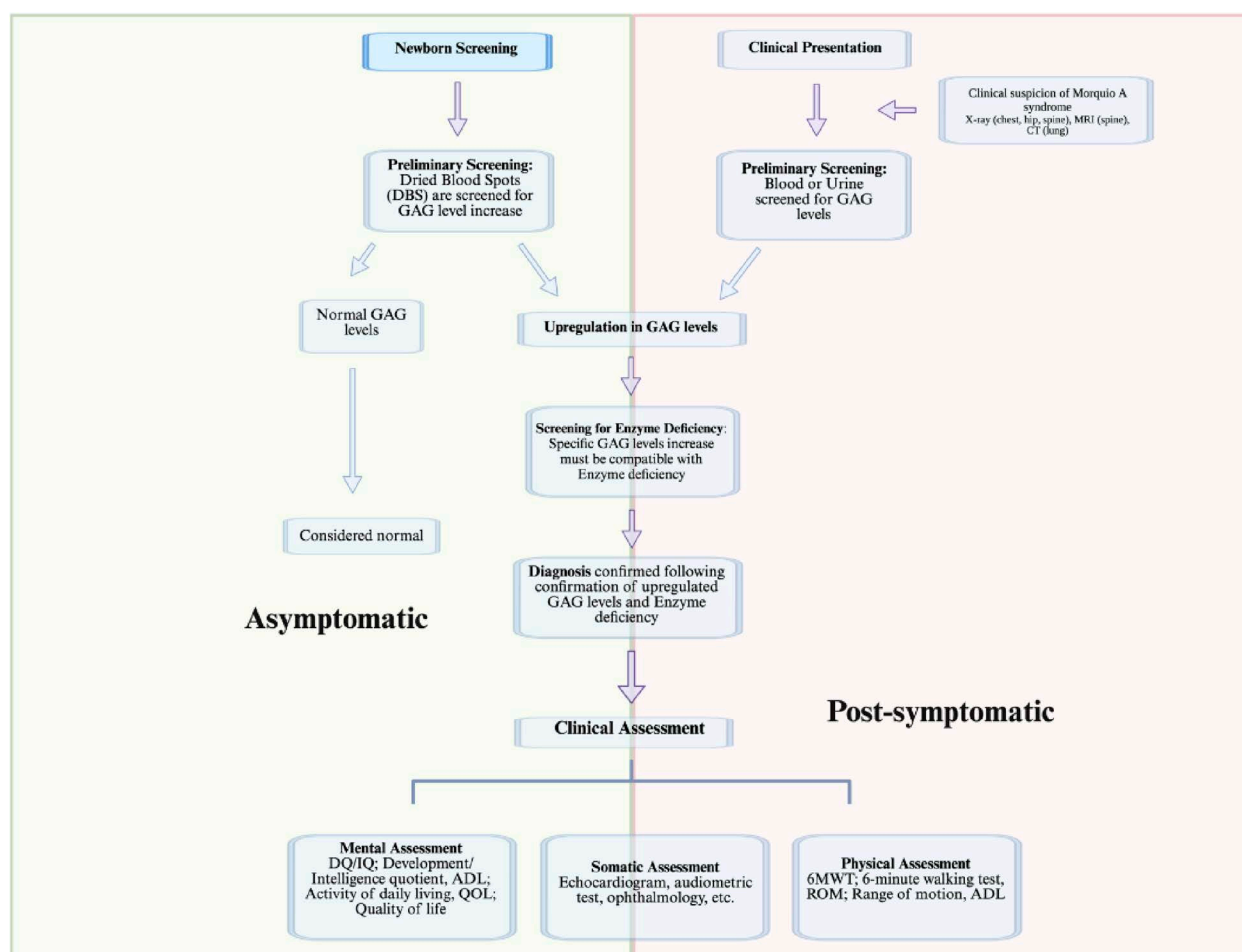 Newborn Screening
Clinical Presentation
Clinical suspicion of Morquio A
syndrome
X-ray (chest, hip, spine), MRI (spine),
CT (lung)
Preliminary Screening:
Dried Blood Spots
(DBS) are screened for
GAG level increase
Preliminary Screening:
Blood or Urine
screened for GAG
levels
Normal GAG
levels
Upregulation in GAG levels
Screening for Enzyme Deficiency:
Specific GAG levels increase
must be compatible with
Enzyme deficiency
Considered normal
Diagnosis confirmed following
confirmation of upregulated
GAG levels and Enzyme
deficiency
Asymptomatic
Post-symptomatic
Clinical Assessment
Mental Assessment
DQ/IQ; Development/
Intelligence quotient, ADL;
Activity of daily living, QOL;
Quality of life
Somatic Assessment
Echocardiogram, audiometric
test, ophthalmology, etc.
Physical Assessment
6MWT; 6-minute walking test,
ROM; Range of motion, ADL